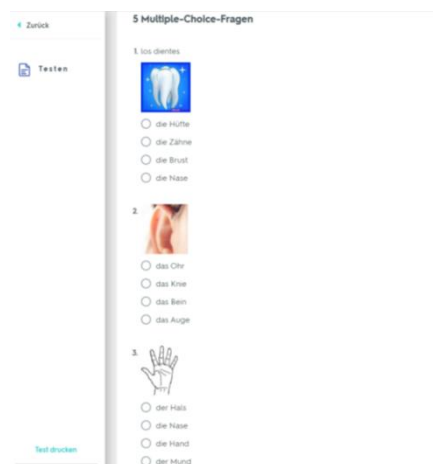 Zurück
Testen
5 Multiple-Choice-Fragen
1. los dientes
die Hüfte
die Zähne
die Brust
die Nase
2.
das Ohr
das Knie
das Bein
das Auge
3.
der Hals
die Nase
die Hand
der Mund
Test drucken